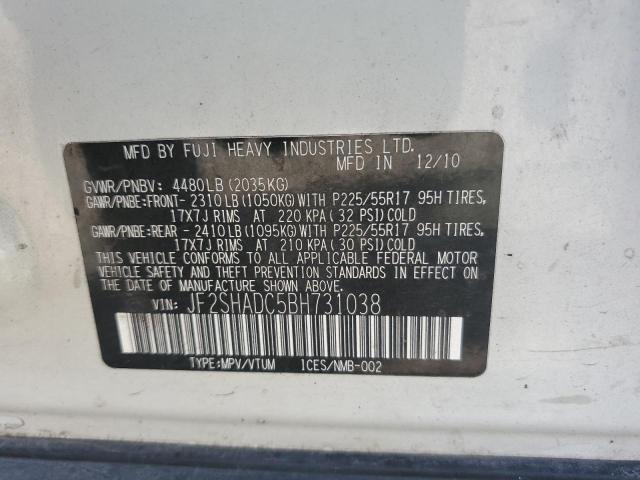 MFD BY FUJI HEAVY INDUSTRIES LTD.
MFD IN 12/10
GVWR/PNBV: 4480LB (2035KG)
GAWR/PNBE:FRONT- 2310LB (1050KG)WITH P225/55R17 95H TIRES,
17X7J RIMS AT 220 KPA (32 PSI)COLD
GAWR/PNBE:REAR - 2410LB (1095KG)WITH P225/55R17 95H TIRES,
17X7J RIMS AT 210 KPA (30 PSI)COLD
THIS VEHICLE CONFORMS TO ALL APPLICABLE FEDERAL MOTOR
VEHICLE SAFETY AND THEFT PREVENTION STANDARDS IN EFFECT ON
THE DATE OF MANUFACTURE SHOWN ABOVE.
VIN: JF2SHADC5BH731038
TYPE:MPV/VTUM 1CES/NMB-002